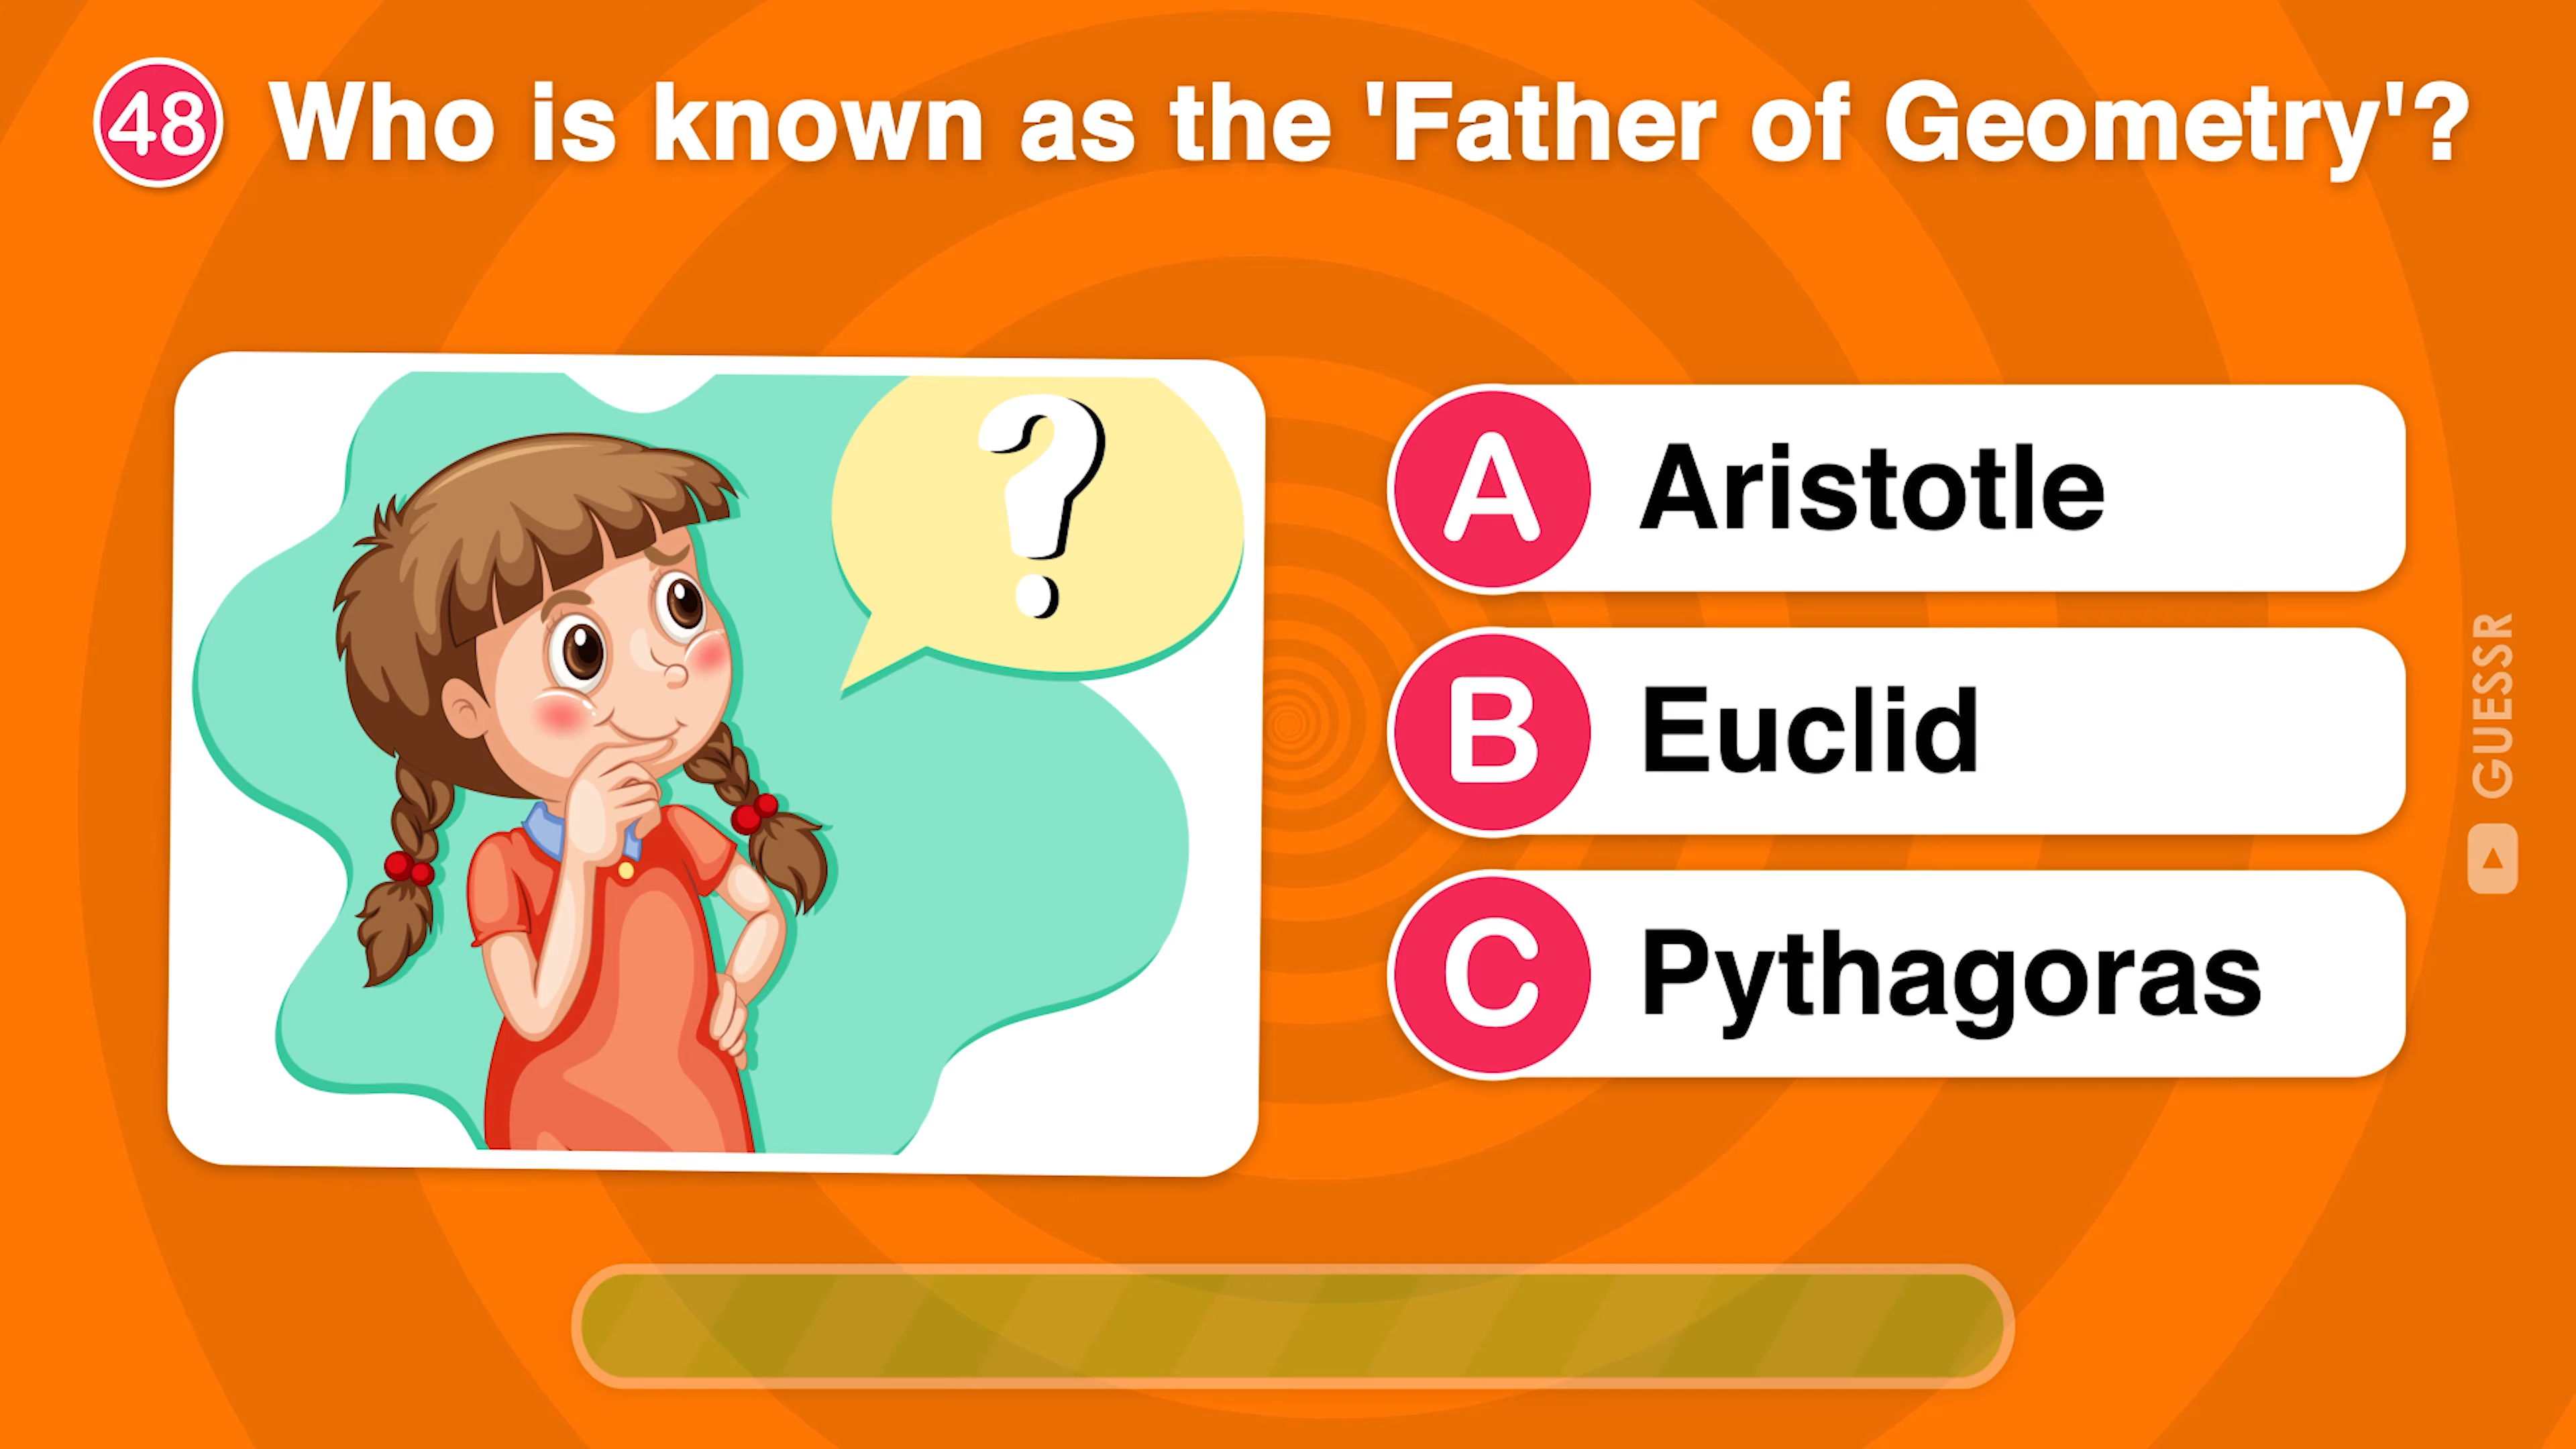 48 Who is known as the 'Father of Geometry'?
?
A Aristotle
B Euclid
C Pythagoras
GUESSR